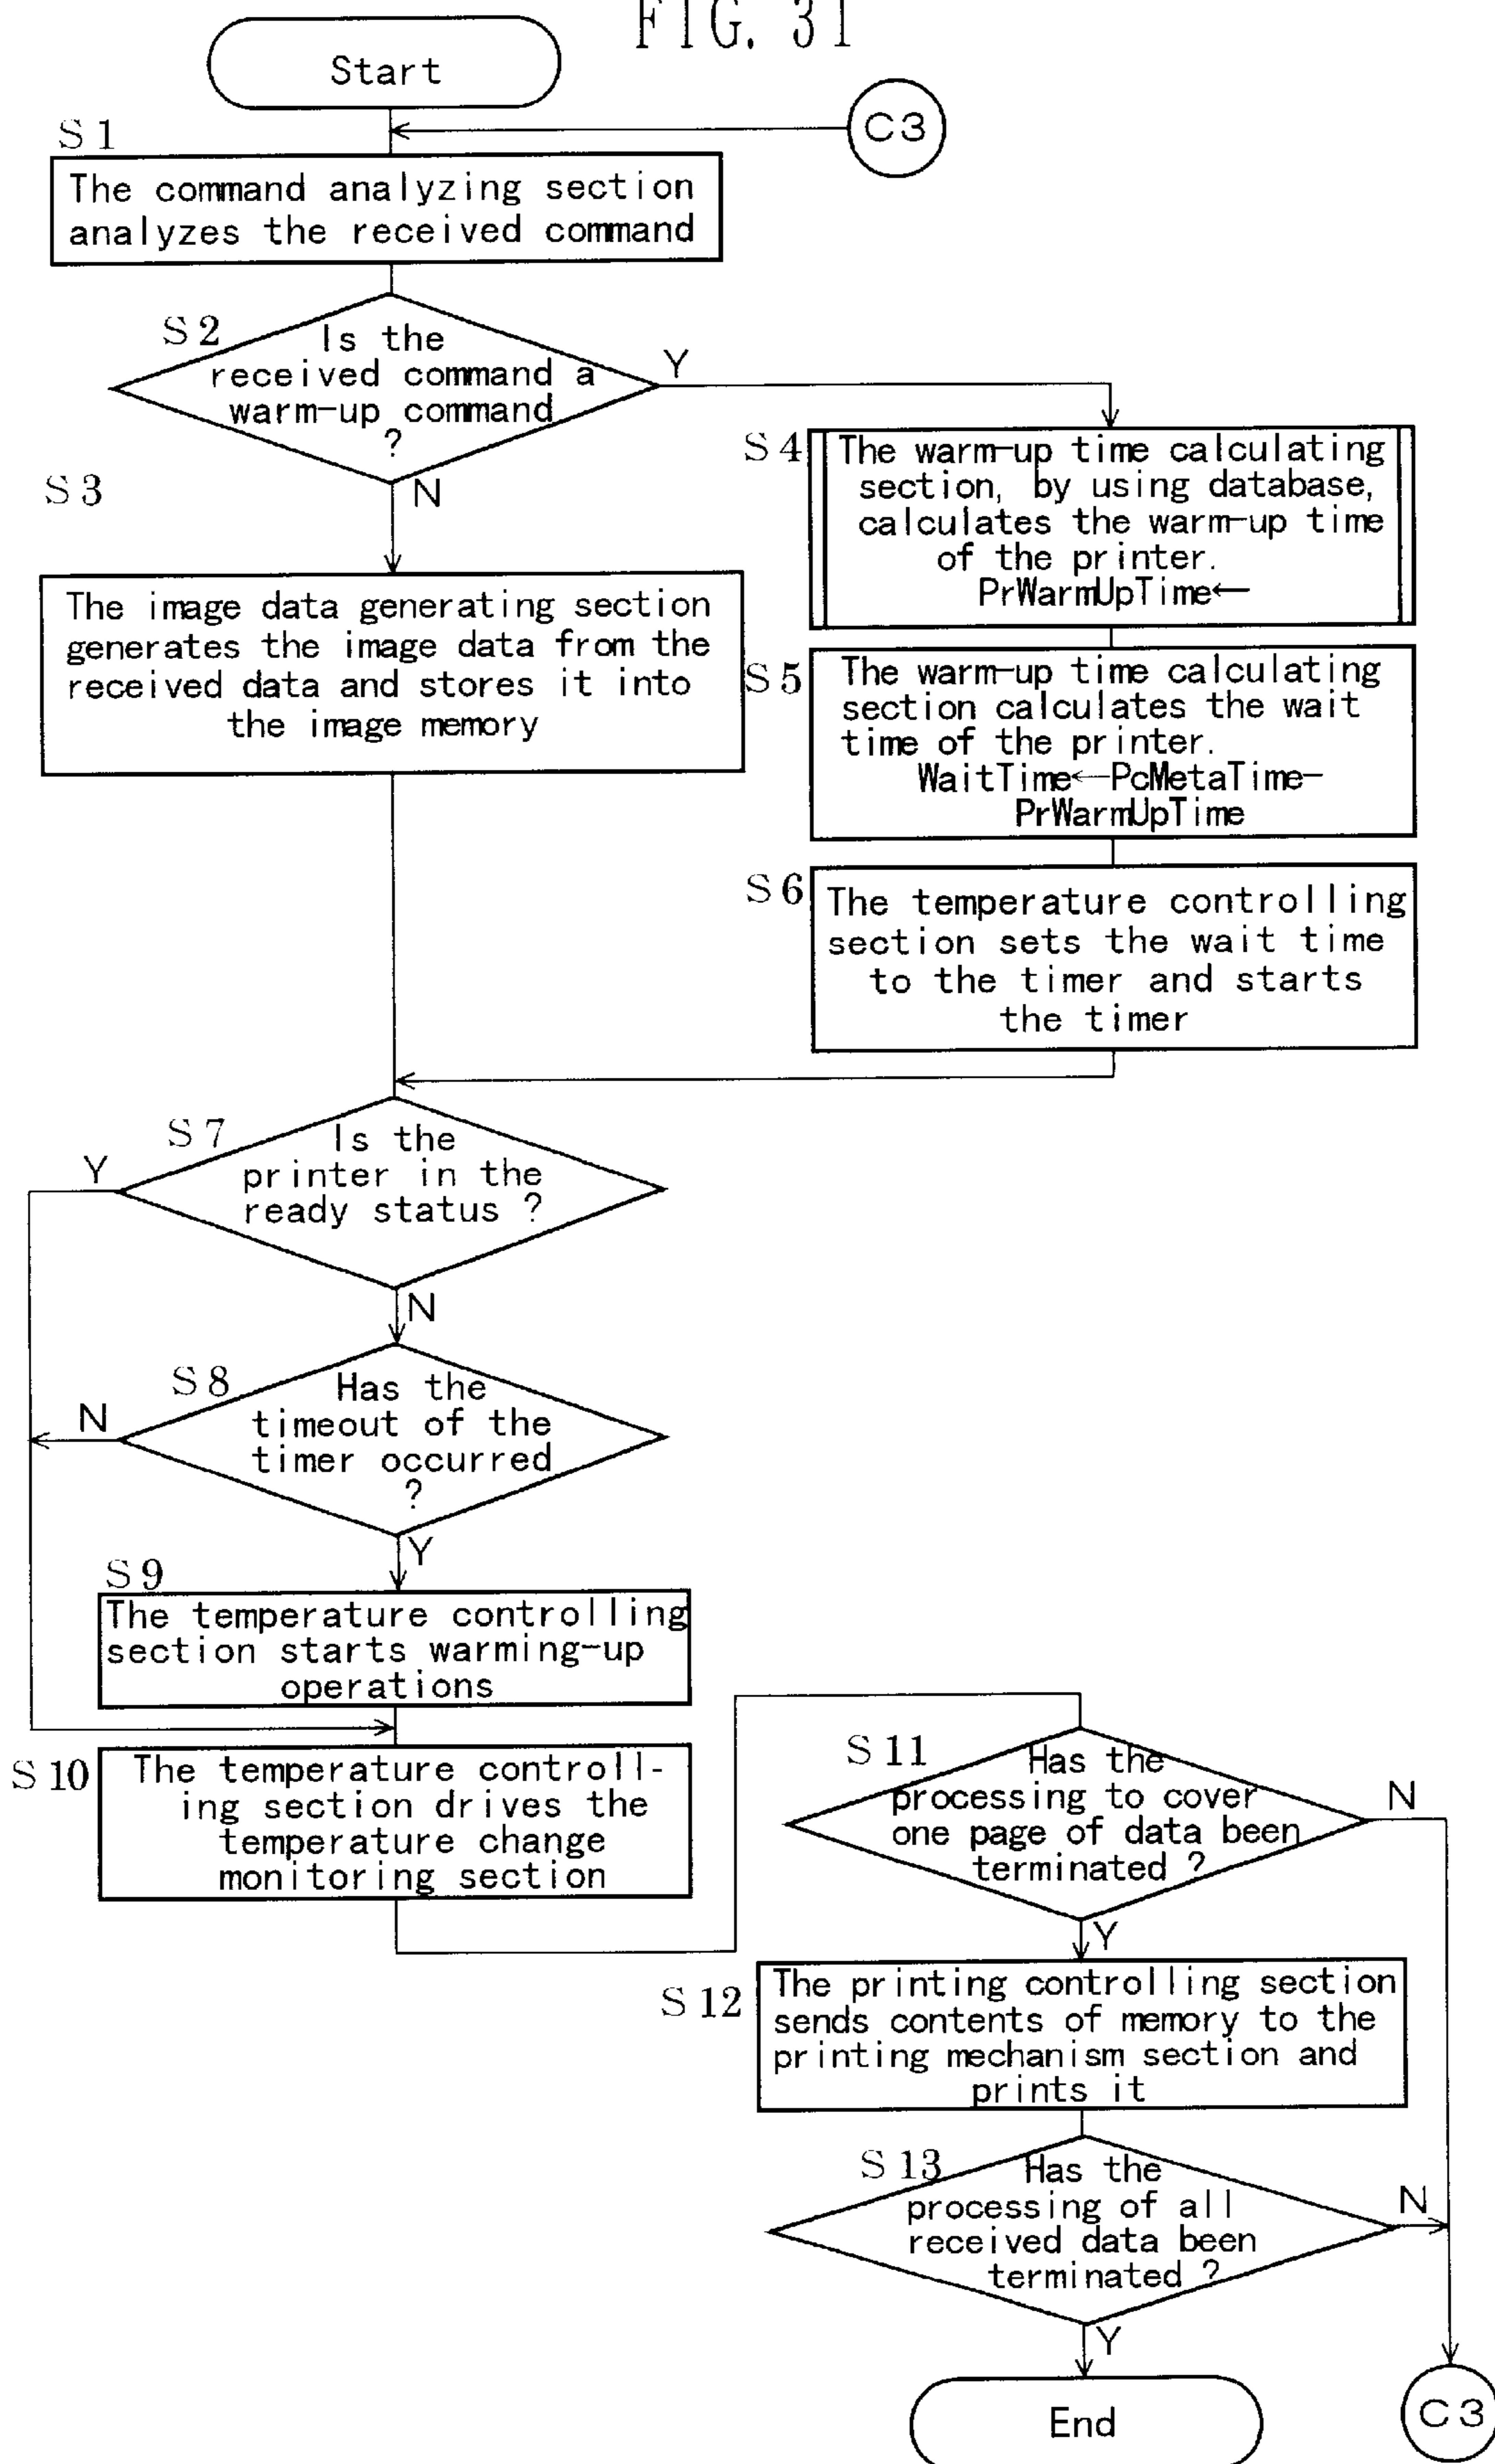 FIG. 31
Start
C3
S1
The command analyzing section
analyzes the received command
S2
Is the
received command a
warm-up command
?
Y
N
S3
The image data generating section
generates the image data from the
received data and stores it into
the image memory
S4
The warm-up time calculating
section, by using database,
calculates the warm-up time
of the printer.
PrWarmUpTime←
S5
The warm-up time calculating
section calculates the wait
time of the printer.
WaitTime←PcMetaTime-
PrWarmUpTime
S6
The temperature controlling
section sets the wait time
to the timer and starts
the timer
S7
Is the
printer in the
ready status ?
Y
N
S8
Has the
timeout of the
timer occurred
?
N
Y
S9
The temperature controlling
section starts warming-up
operations
S10
The temperature controll-
ing section drives the
temperature change
monitoring section
S11
Has the
processing to cover
one page of data been
terminated ?
N
Y
S12
The printing controlling section
sends contents of memory to the
printing mechanism section and
prints it
S13
Has the
processing of all
received data been
terminated ?
N
Y
End
C3